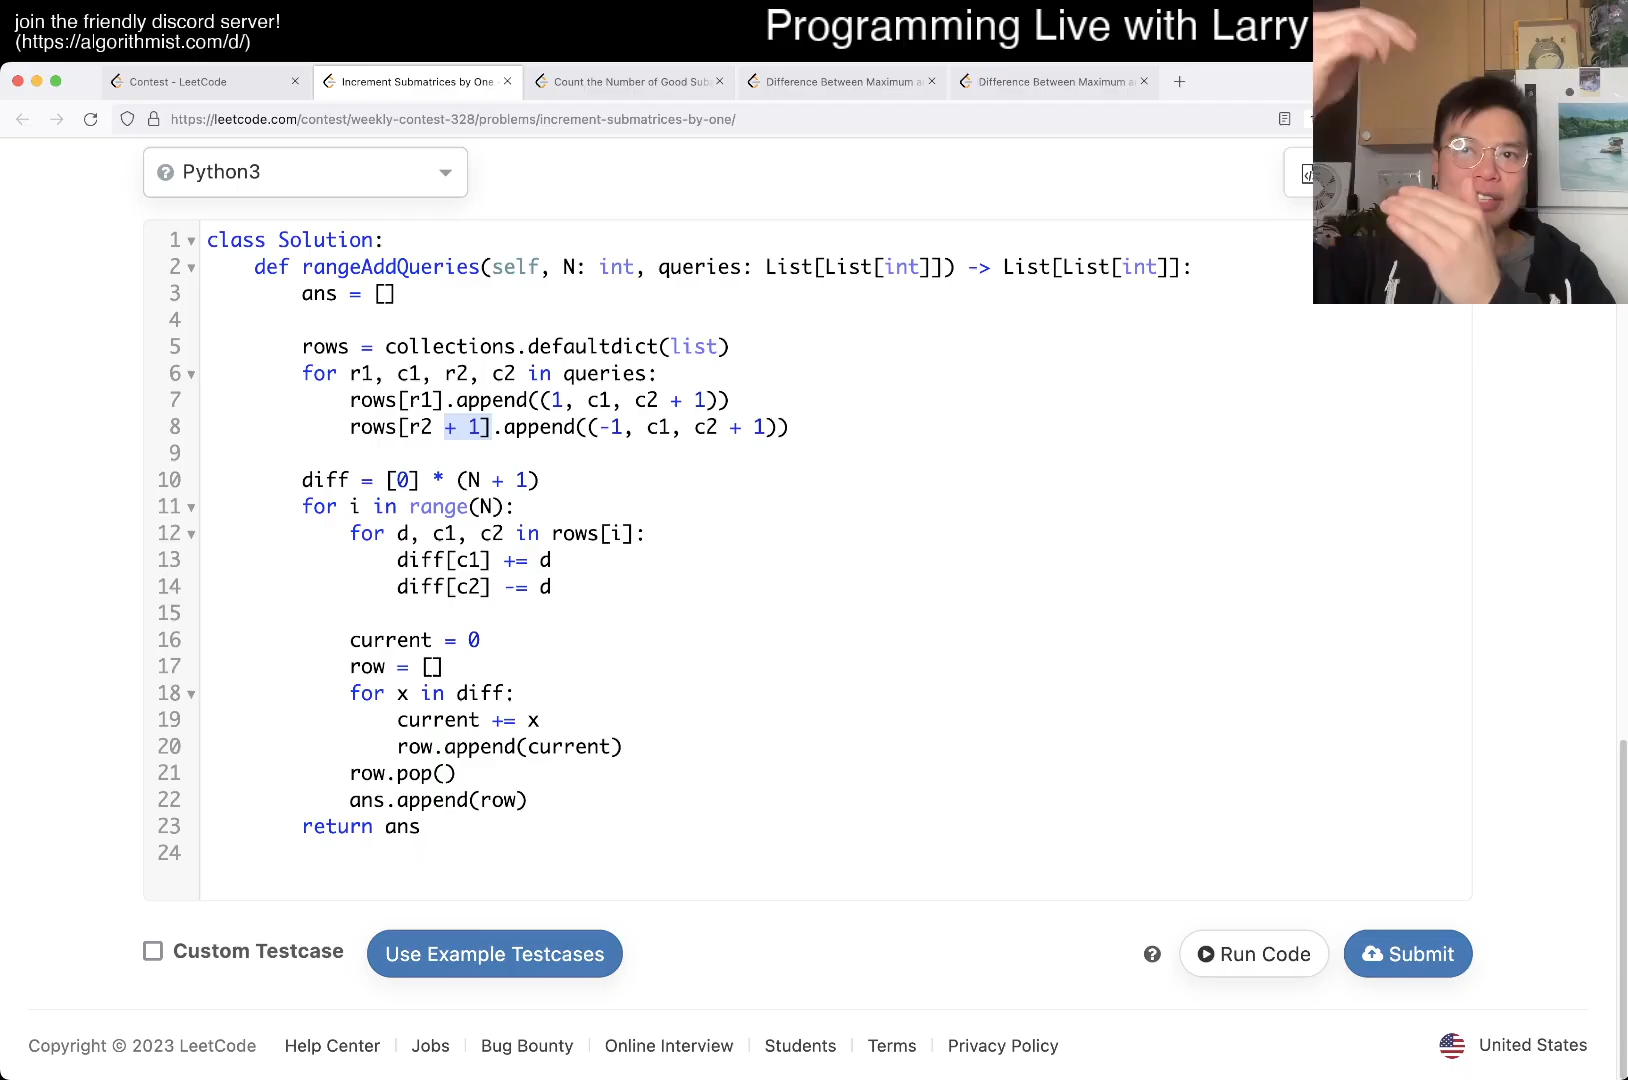 join the friendly discord server!
(https://algorithmist.com/d/)
Programming Live with Larry
Contest - LeetCode
Increment Submatrices by One -
Count the Number of Good Sub
Difference Between Maximum a
Difference Between Maximum a
https://leetcode.com/contest/weekly-contest-328/problems/increment-submatrices-by-one/
Python3
1 class Solution:
2     def rangeAddQueries(self, N: int, queries: List[List[int]]) -> List[List[int]]:
3         ans = []
4
5         rows = collections.defaultdict(list)
6         for r1, c1, r2, c2 in queries:
7             rows[r1].append((1, c1, c2 + 1))
8             rows[r2 + 1].append((-1, c1, c2 + 1))
9
10         diff = [0] * (N + 1)
11         for i in range(N):
12             for d, c1, c2 in rows[i]:
13                 diff[c1] += d
14                 diff[c2] -= d
15
16             current = 0
17             row = []
18             for x in diff:
19                 current += x
20                 row.append(current)
21             row.pop()
22             ans.append(row)
23         return ans
24
Custom Testcase
Use Example Testcases
Run Code
Submit
Copyright © 2023 LeetCode
Help Center
Jobs
Bug Bounty
Online Interview
Students
Terms
Privacy Policy
United States